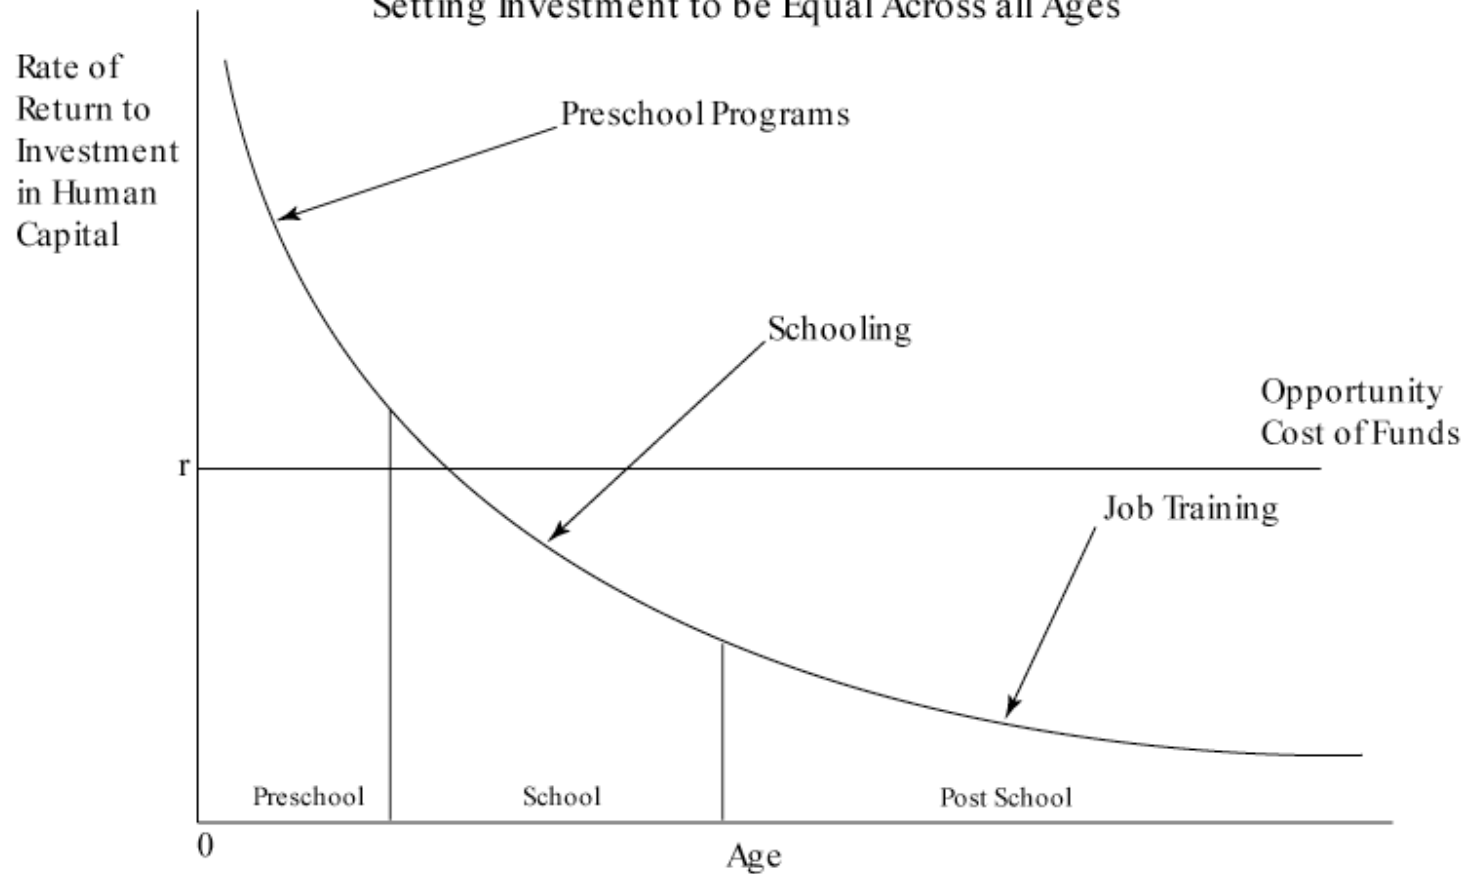 Setting Investment to be Equal Across all Ages
Rate of
Return to
Investment
in Human
Capital
Preschool Programs
Schooling
Opportunity
Cost of Funds
r
Job Training
Preschool
School
Post School
0
Age